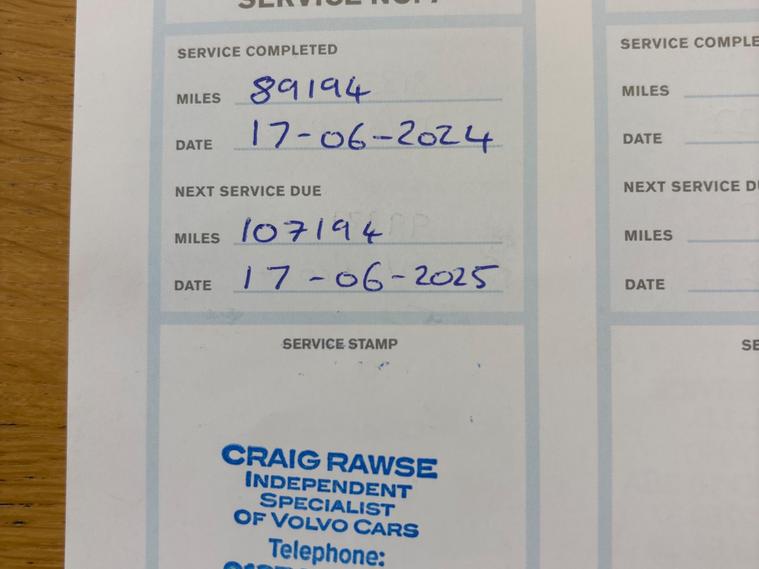 SERVICE
SERVICE COMPLETED
MILES 89194
DATE 17-06-2024
NEXT SERVICE DUE
MILES 107194
DATE 17-06-2025
SERVICE STAMP
CRAIG RAWSE
INDEPENDENT
SPECIALIST
OF VOLVO CARS
Telephone:
SERVICE COMPLE
MILES
DATE
NEXT SERVICE D
MILES
DATE
SE